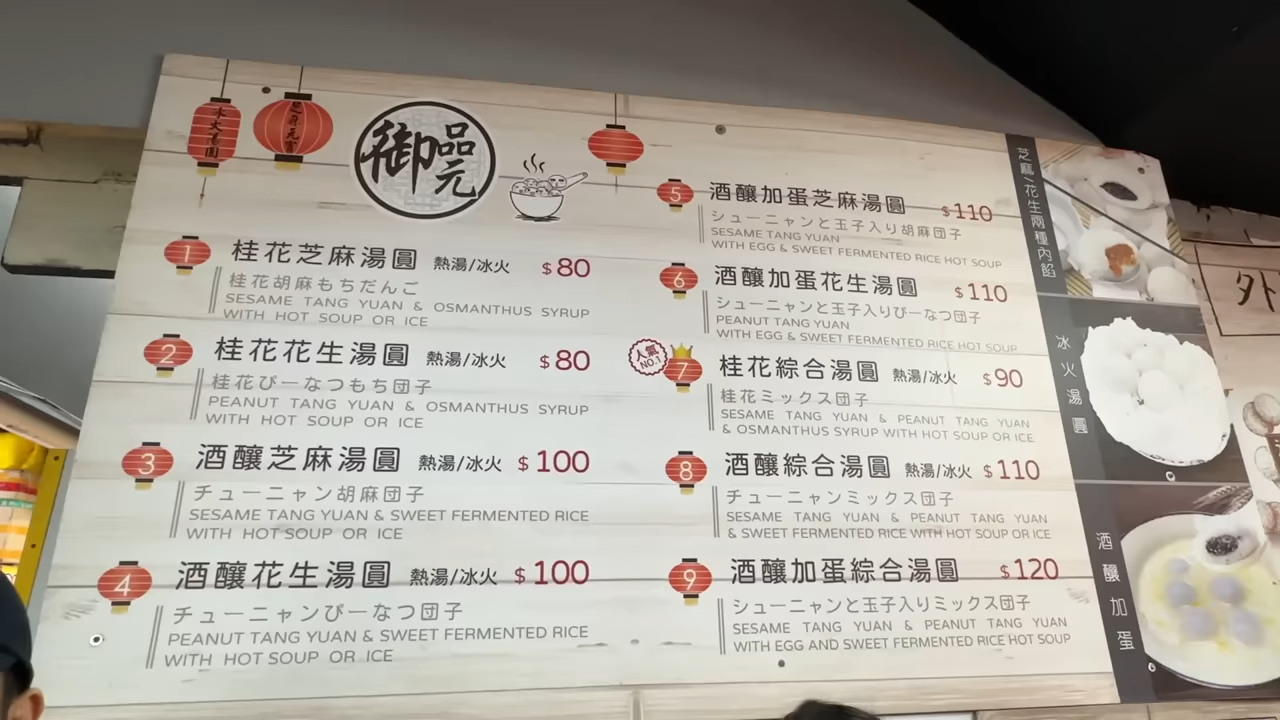 御品元
1
桂花芝麻湯圓 熱湯/冰火 $80
桂花胡麻もちだんご
SESAME TANG YUAN & OSMANTHUS SYRUP
WITH HOT SOUP OR ICE
2
桂花花生湯圓 熱湯/冰火 $80
桂花ぴーなつもち団子
PEANUT TANG YUAN & OSMANTHUS SYRUP
WITH HOT SOUP OR ICE
3
酒釀芝麻湯圓 熱湯/冰火 $100
チューニャン胡麻団子
SESAME TANG YUAN & SWEET FERMENTED RICE
WITH HOT SOUP OR ICE
4
酒釀花生湯圓 熱湯/冰火 $100
チューニャンぴーなつ団子
PEANUT TANG YUAN & SWEET FERMENTED RICE
WITH HOT SOUP OR ICE
5
酒釀加蛋芝麻湯圓 $110
シューニャンと玉子入り胡麻団子
SESAME TANG YUAN
WITH EGG & SWEET FERMENTED RICE HOT SOUP
6
酒釀加蛋花生湯圓 $110
シューニャンと玉子入りぴーなつ団子
PEANUT TANG YUAN
WITH EGG & SWEET FERMENTED RICE HOT SOUP
人氣
NO.1
7
桂花綜合湯圓 熱湯/冰火 $90
桂花ミックス団子
SESAME TANG YUAN & PEANUT TANG YUAN
& OSMANTHUS SYRUP WITH HOT SOUP OR ICE
8
酒釀綜合湯圓 熱湯/冰火 $110
チューニャンミックス団子
SESAME TANG YUAN & PEANUT TANG YUAN
& SWEET FERMENTED RICE WITH HOT SOUP OR ICE
9
酒釀加蛋綜合湯圓 $120
シューニャンと玉子入りミックス団子
SESAME TANG YUAN & PEANUT TANG YUAN
WITH EGG AND SWEET FERMENTED RICE HOT SOUP
芝麻/花生兩種內餡
冰火湯圓
酒釀加蛋
外